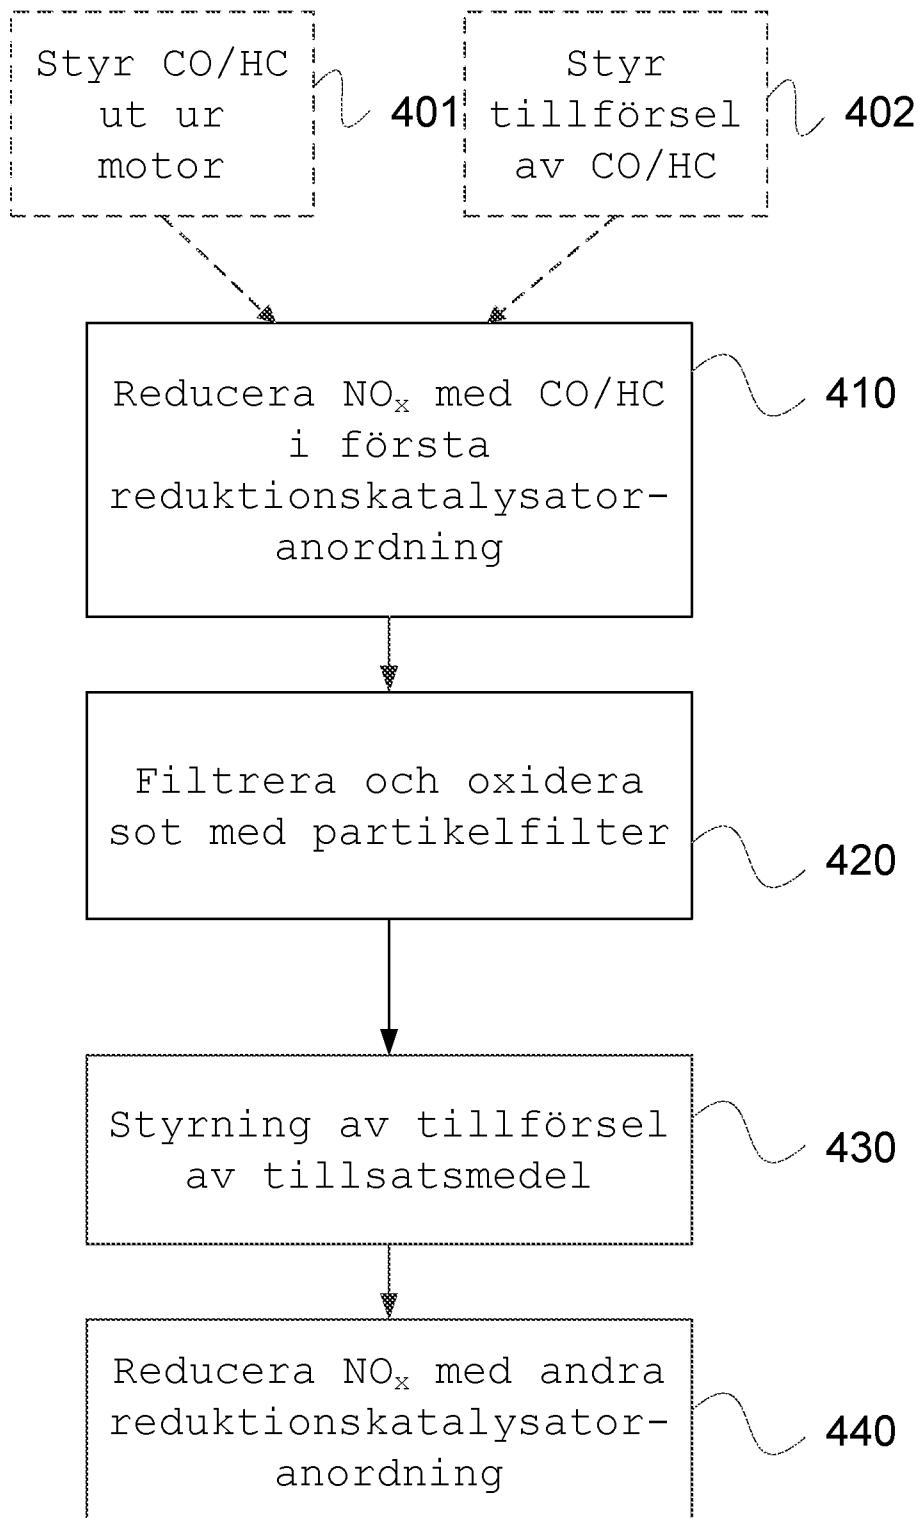 Styr CO/HC
ut ur
motor
401
Styr
tillförsel
av CO/HC
402
Reducera NOₓ med CO/HC
i första
reduktionskatalysator-
anordning
410
Filtrera och oxidera
sot med partikelfilter
420
Styrning av tillförsel
av tillsatsmedel
430
Reducera NOₓ med andra
reduktionskatalysator-
anordning
440